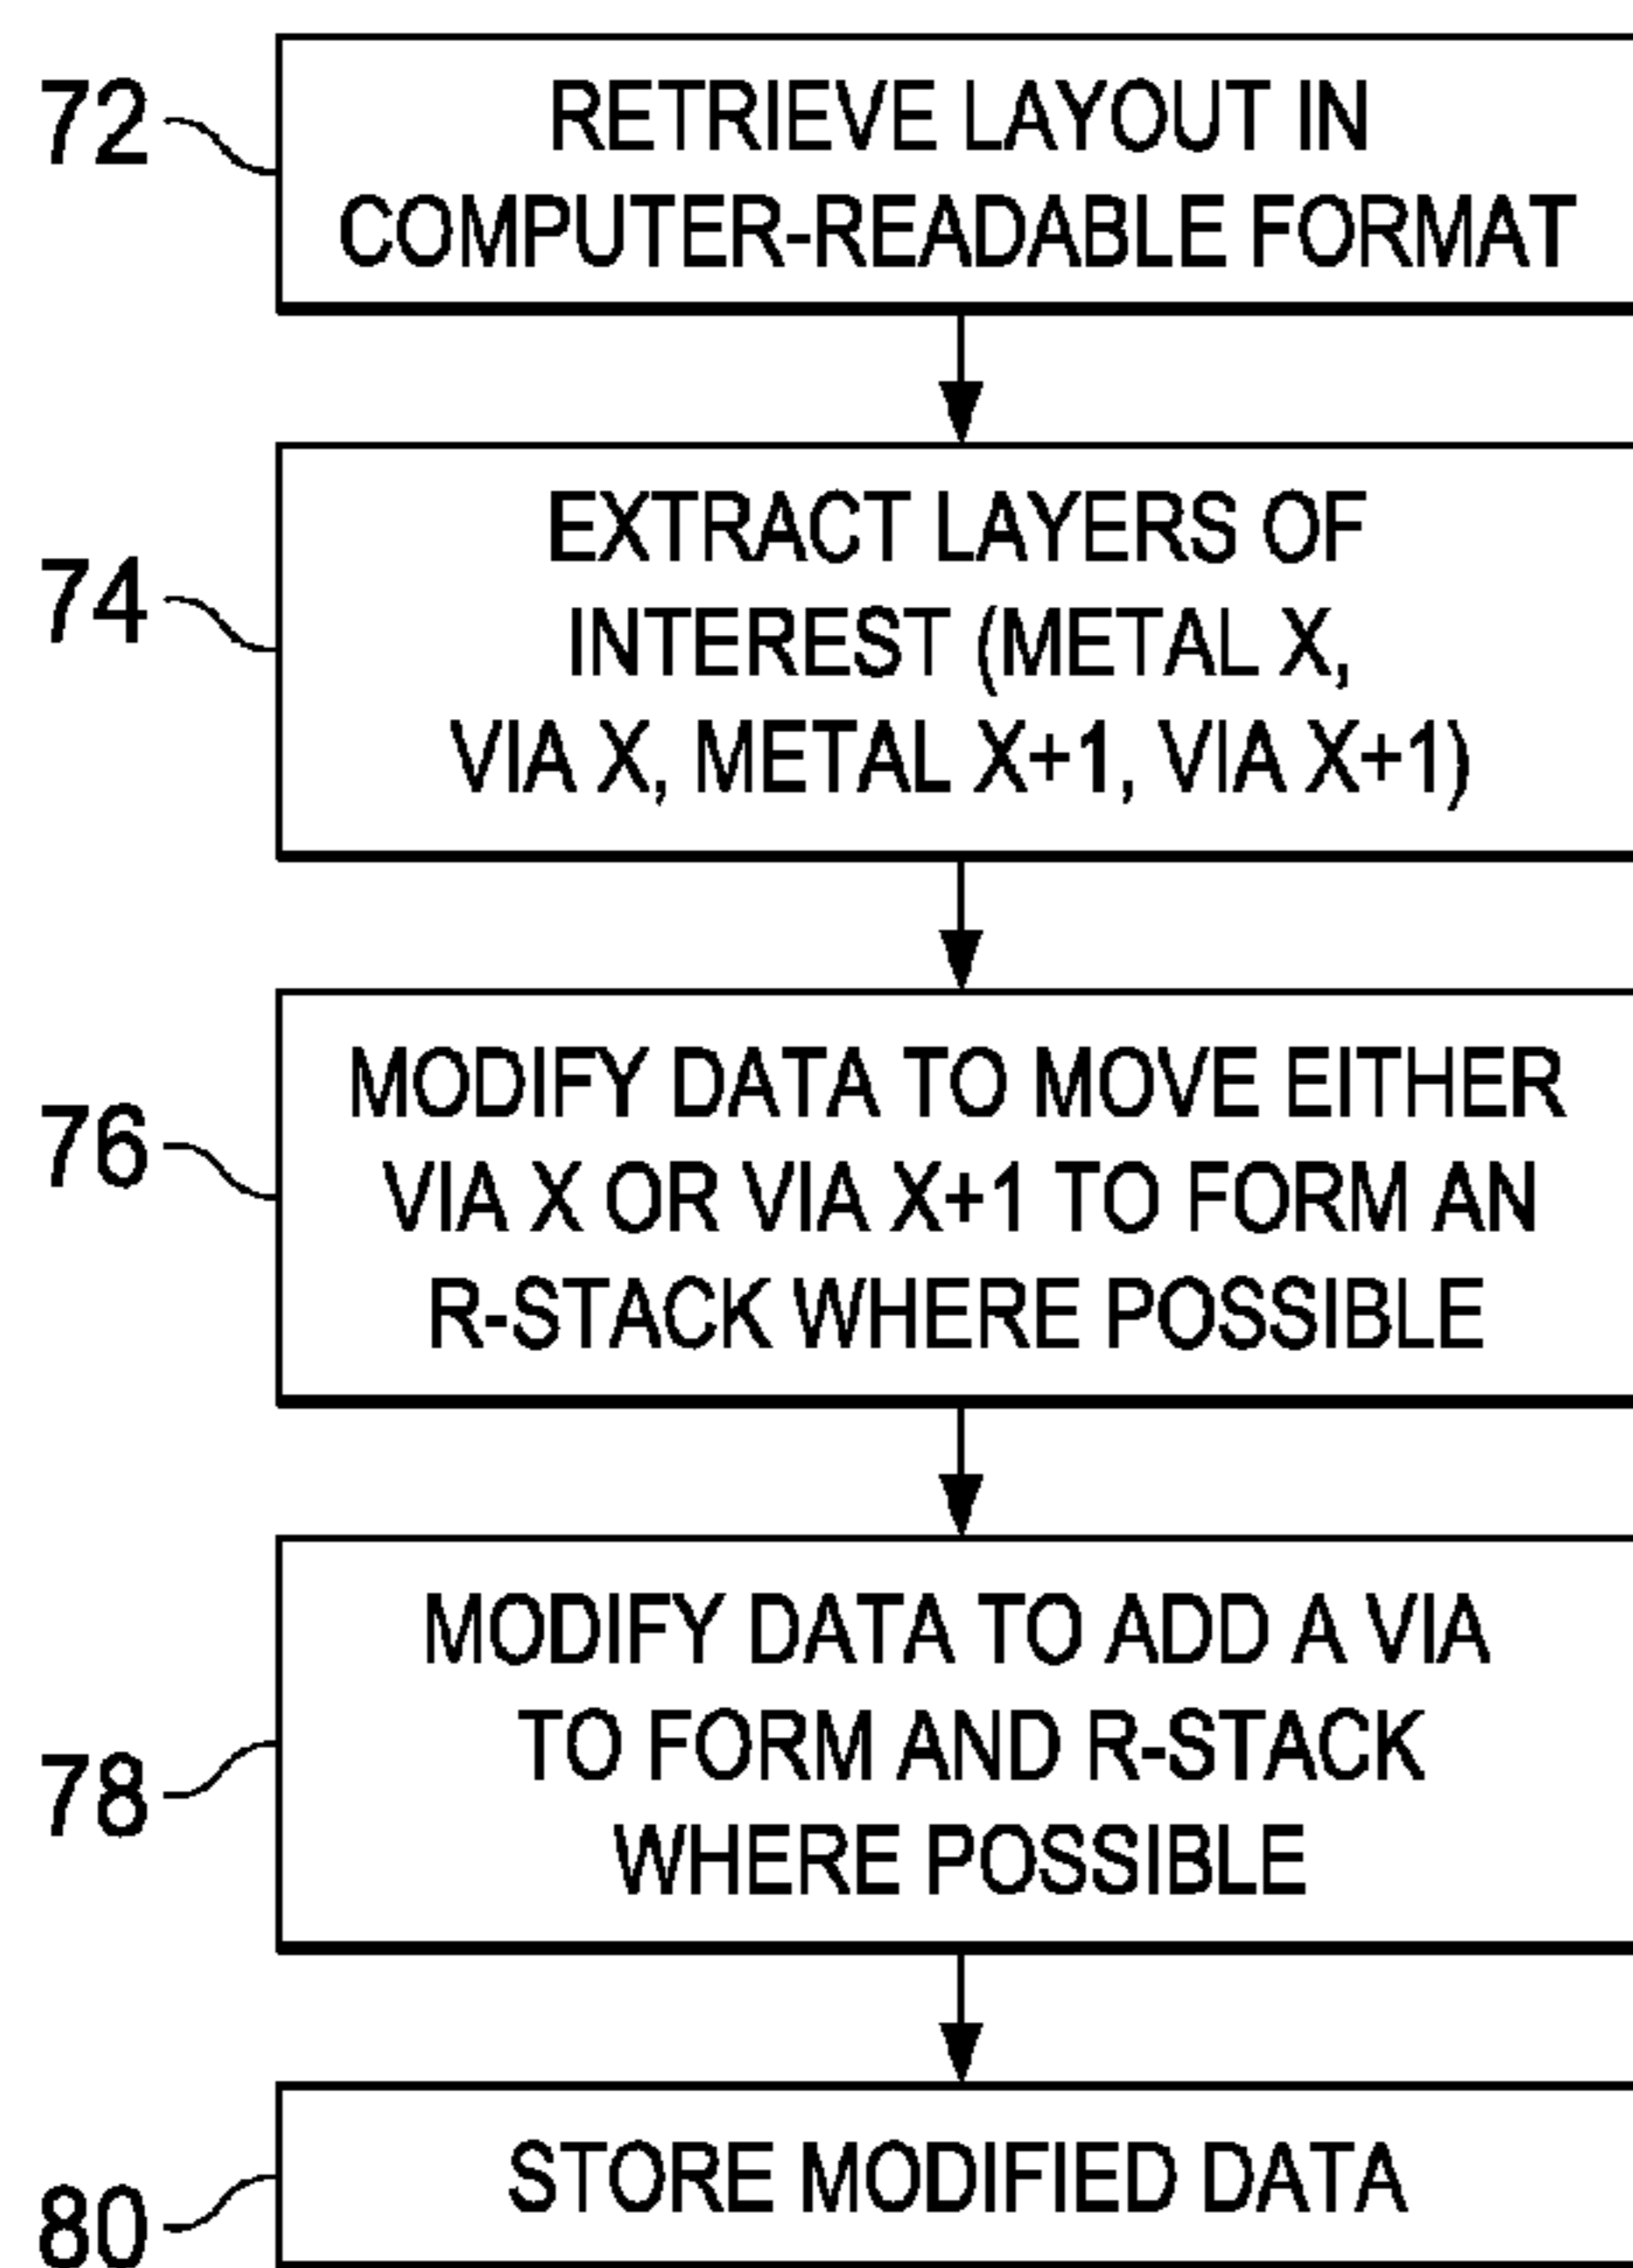 72
RETRIEVE LAYOUT IN
COMPUTER-READABLE FORMAT
74
EXTRACT LAYERS OF
INTEREST (METAL X,
VIA X, METAL X+1, VIA X+1)
76
MODIFY DATA TO MOVE EITHER
VIA X OR VIA X+1 TO FORM AN
R-STACK WHERE POSSIBLE
78
MODIFY DATA TO ADD A VIA
TO FORM AND R-STACK
WHERE POSSIBLE
80
STORE MODIFIED DATA